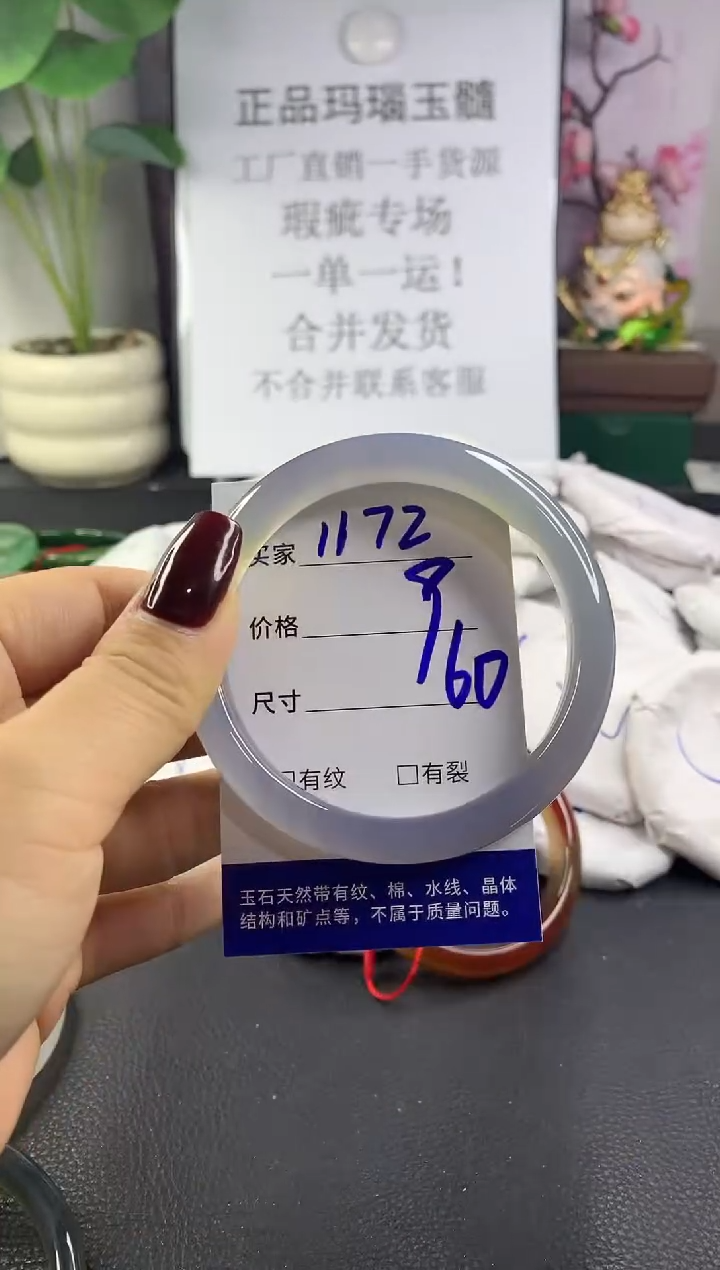 正品玛瑙玉髓
工厂直销一手货源
瑕疵专场
一单一运！
合并发货
不合并联系客服
买家 1172
价格
尺寸 60
□有纹 □有裂
玉石天然带有纹、棉、水线、晶体
结构和矿点等，不属于质量问题。